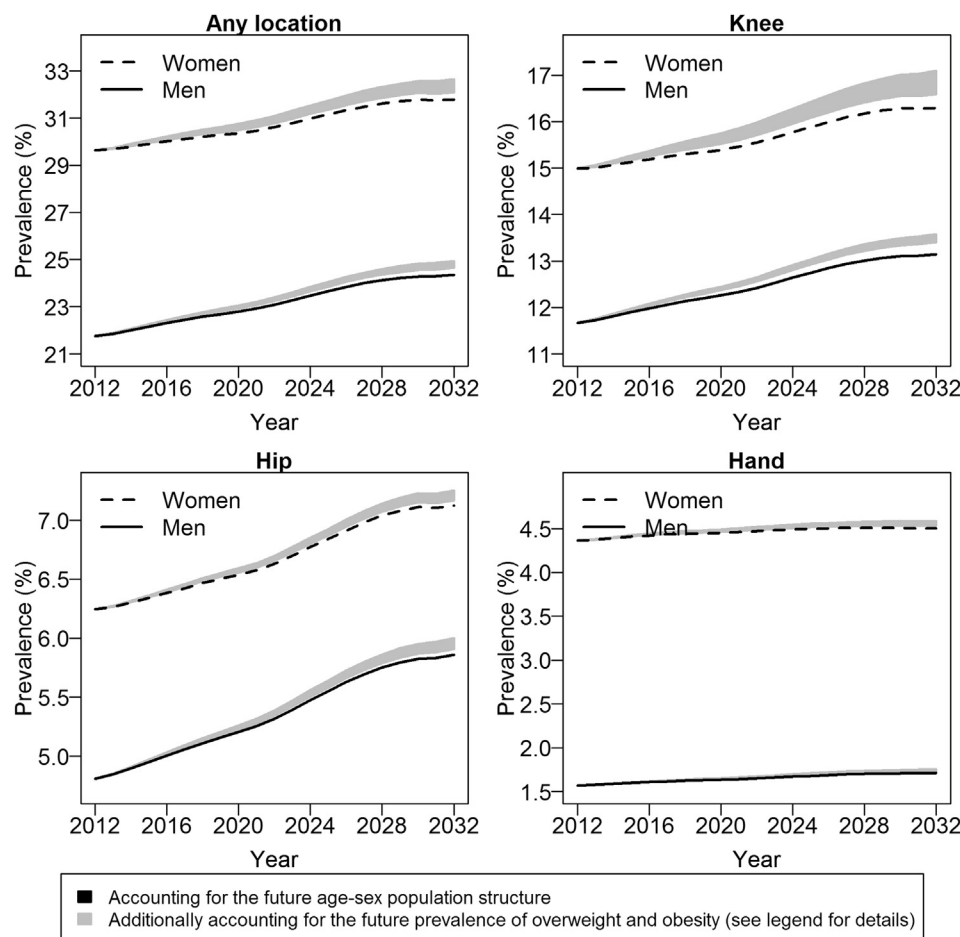 Any location
Women
Men
Prevalence (%)
33
31
29
27
25
23
21
2012 2016 2020 2024 2028 2032
Year
Knee
Women
Men
Prevalence (%)
17
16
15
14
13
12
11
2012 2016 2020 2024 2028 2032
Year
Hip
Women
Men
Prevalence (%)
7.0
6.5
6.0
5.5
5.0
2012 2016 2020 2024 2028 2032
Year
Hand
Women
Men
Prevalence (%)
4.5
4.0
3.5
3.0
2.5
2.0
1.5
2012 2016 2020 2024 2028 2032
Year
Accounting for the future age-sex population structure
Additionally accounting for the future prevalence of overweight and obesity (see legend for details)